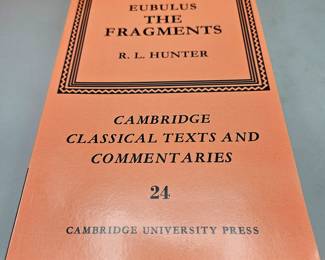 EUBULUS
THE FRAGMENTS
R. L. HUNTER
CAMBRIDGE
CLASSICAL TEXTS AND
COMMENTARIES
24
CAMBRIDGE UNIVERSITY PRESS